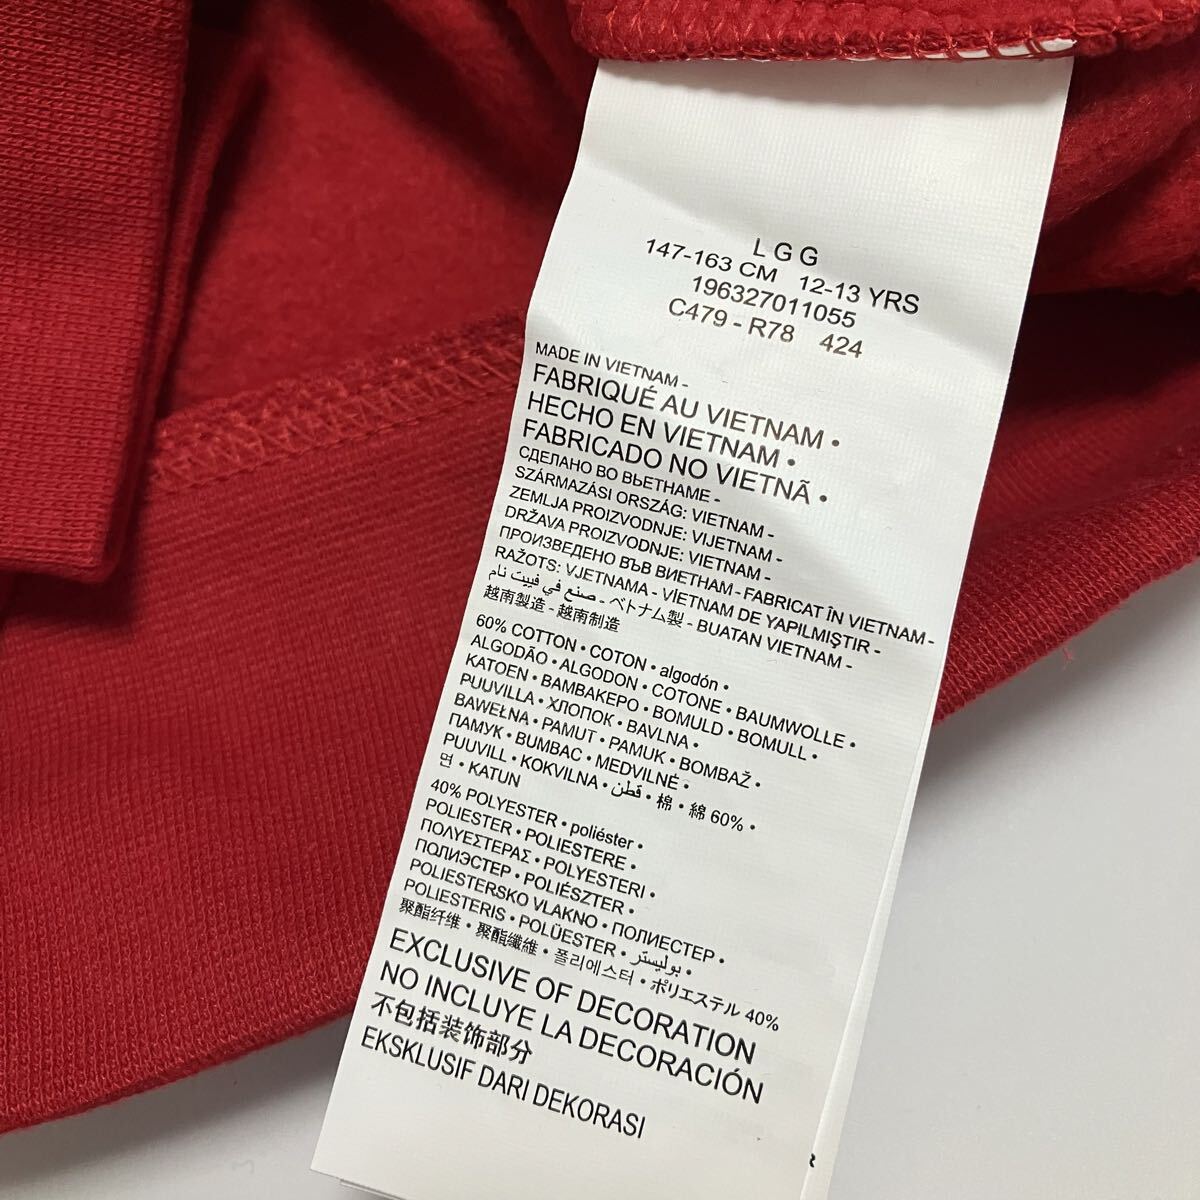 LGG
147-163 CM 12-13 YRS
196327011055
C479 - R78 424
MADE IN VIETNAM -
FABRIQUÉ AU VIETNAM •
HECHO EN VIETNAM •
FABRICADO NO VIETNÃ •
СДЕЛАНО ВО ВЬЕТНАМЕ -
SZÁRMAZÁSI ORSZÁG: VIETNAM -
ZEMLJA PROIZVODNJE: VIJETNAM -
DRŽAVA PROIZVODNJE: VIETNAM -
ПРОИЗВЕДЕНО ВЪВ ВИЕТНАМ - FABRICAT ÎN VIETNAM -
RAŽOTS: VJETNAMA - VIETNAM DE YAPILMIŞTIR -
صنع في فييت نام - ベトナム製 - BUATAN VIETNAM -
越南製造 - 越南制造
60% COTTON • COTON • algodón •
ALGODÃO • ALGODON • COTONE • BAUMWOLLE •
KATOEN • ΒΑΜΒΑΚΕΡΟ • BOMULD • BOMULL •
PUUVILLA • ХЛОПОК • BAVLNA •
BAWEŁNA • PAMUT • PAMUK • BOMBAŽ •
ПАМУК • BUMBAC • MEDVILNĖ •
PUUVILL • KOKVILNA • قطن • 棉 • 綿 60% •
면 • KATUN
40% POLYESTER • poliéster •
POLIESTER • POLIESTERE •
ΠΟΛΥΕΣΤΕΡΑΣ • POLYESTERI •
ПОЛИЭСТЕР • POLIÉSZTER •
POLIESTERSKO VLAKNO • ПОЛИЕСТЕР •
POLIESTERIS • POLÜESTER • بوليستر •
聚酯纤维 • 聚酯纖維 • 폴리에스터 • ポリエステル 40%
EXCLUSIVE OF DECORATION
NO INCLUYE LA DECORACIÓN
不包括装饰部分
EKSKLUSIF DARI DEKORASI